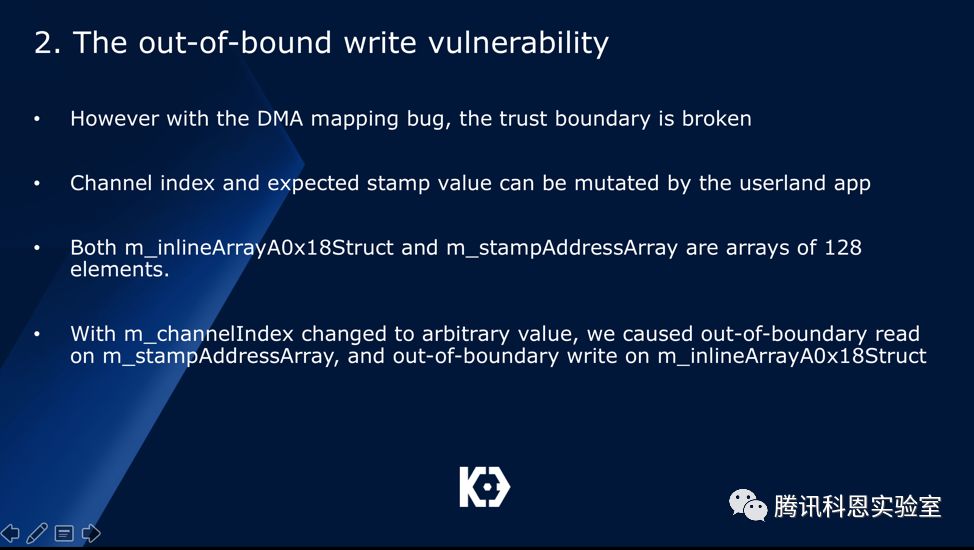 2. The out-of-bound write vulnerability
• However with the DMA mapping bug, the trust boundary is broken
• Channel index and expected stamp value can be mutated by the userland app
• Both m_inlineArrayA0x18Struct and m_stampAddressArray are arrays of 128
elements.
• With m_channelIndex changed to arbitrary value, we caused out-of-boundary read
on m_stampAddressArray, and out-of-boundary write on m_inlineArrayA0x18Struct
腾讯科恩实验室